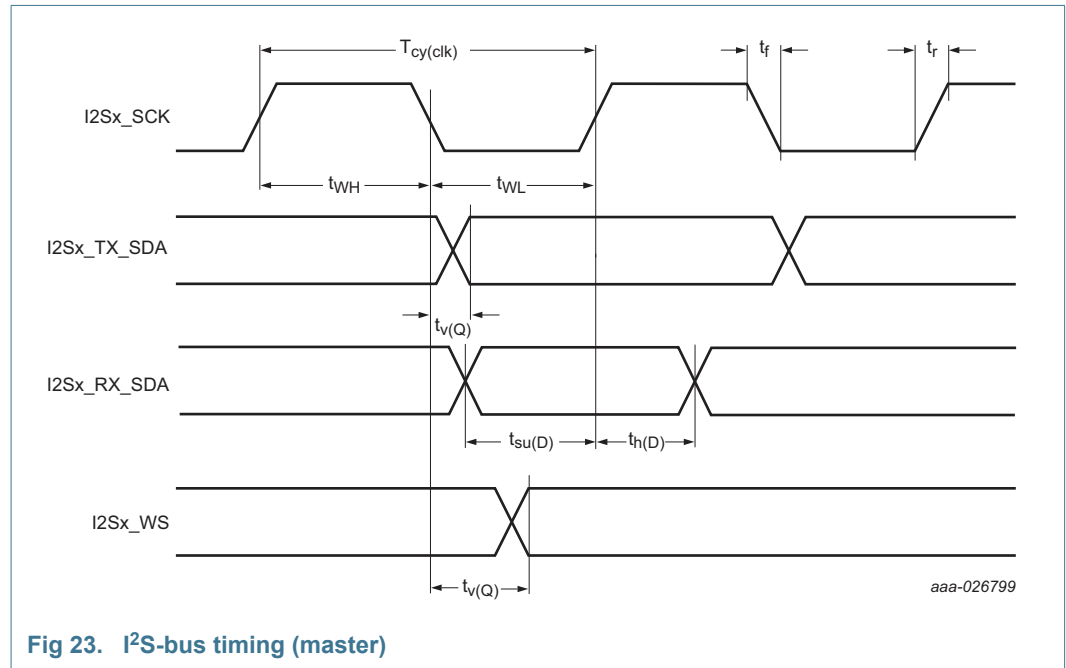 Tcy(clk)
tf
tr
I2Sx_SCK
tWH
tWL
I2Sx_TX_SDA
tv(Q)
I2Sx_RX_SDA
tsu(D)
th(D)
I2Sx_WS
tv(Q)
aaa-026799
Fig 23. I²S-bus timing (master)